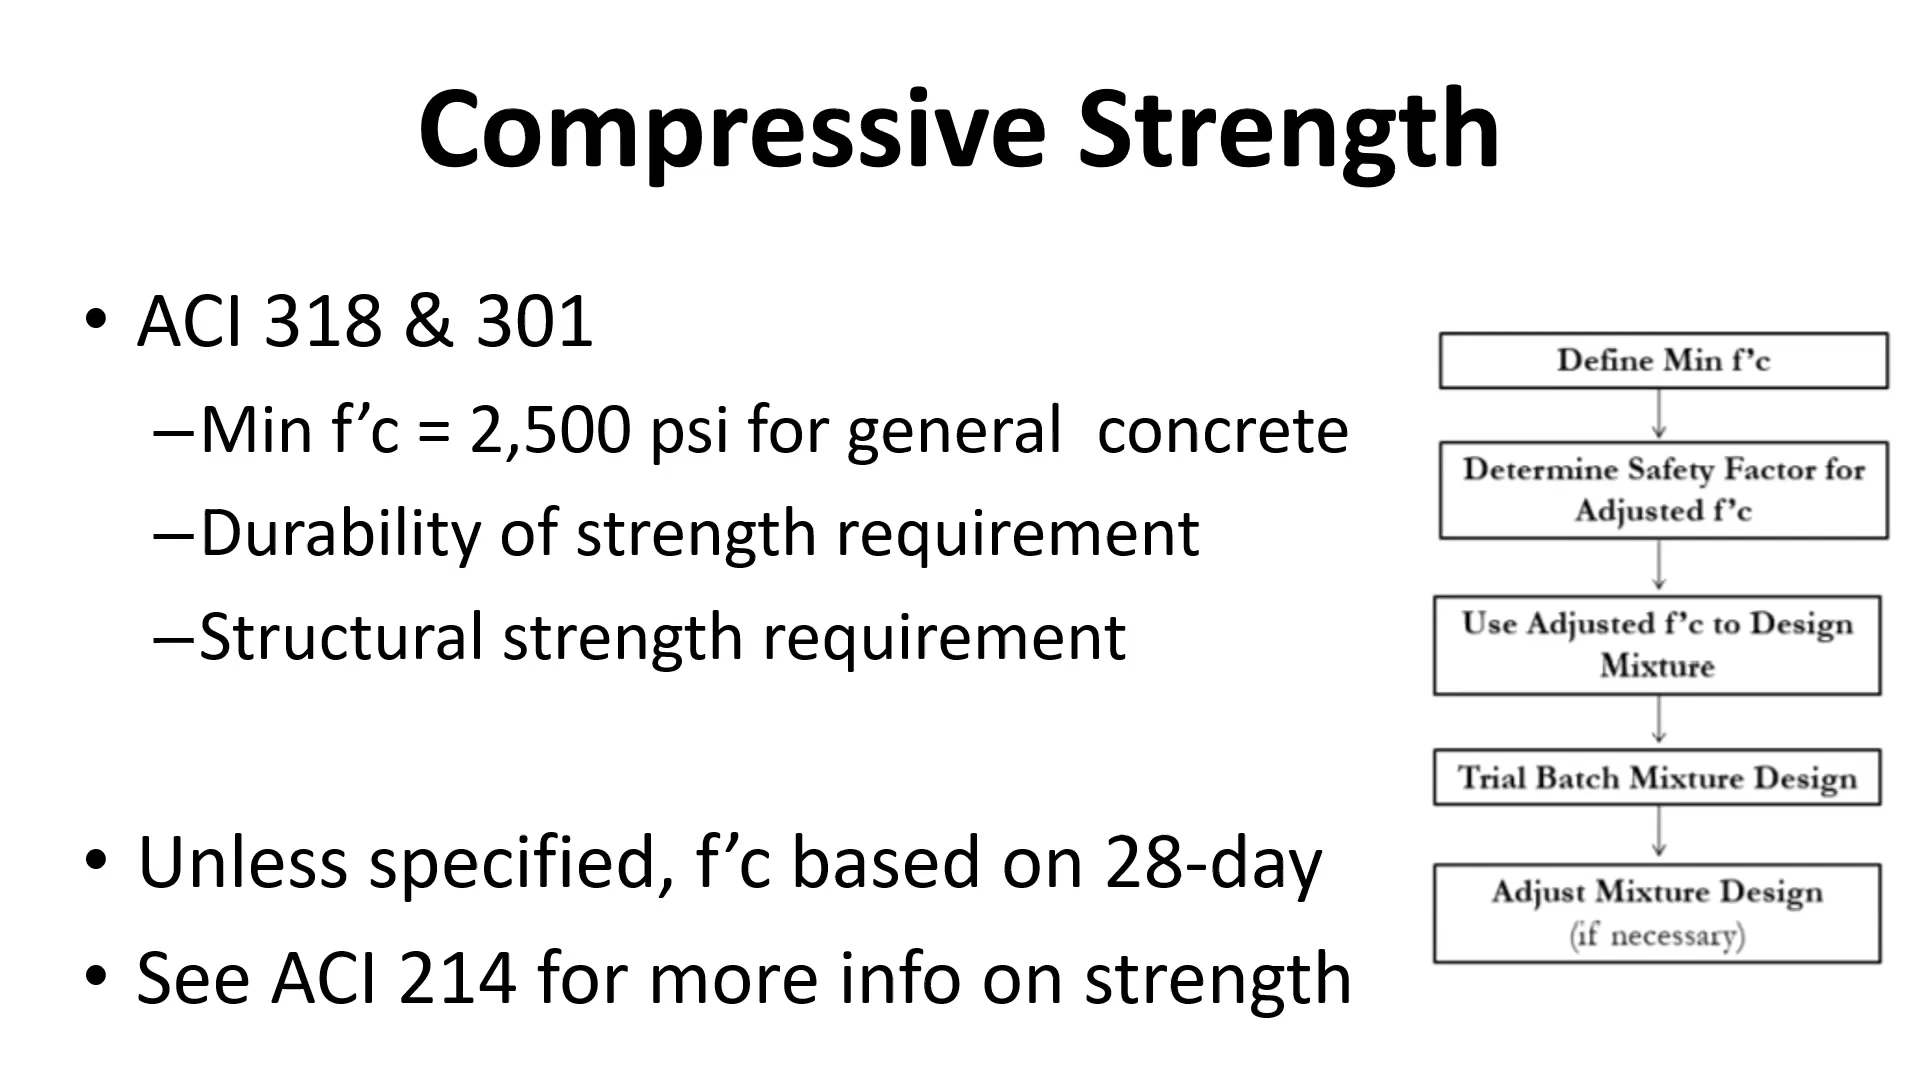 Compressive Strength
• ACI 318 & 301
–Min f’c = 2,500 psi for general  concrete
–Durability of strength requirement
–Structural strength requirement
• Unless specified, f’c based on 28-day
• See ACI 214 for more info on strength
Define Min f’c
Determine Safety Factor for
Adjusted f’c
Use Adjusted f’c to Design
Mixture
Trial Batch Mixture Design
Adjust Mixture Design
(if necessary)